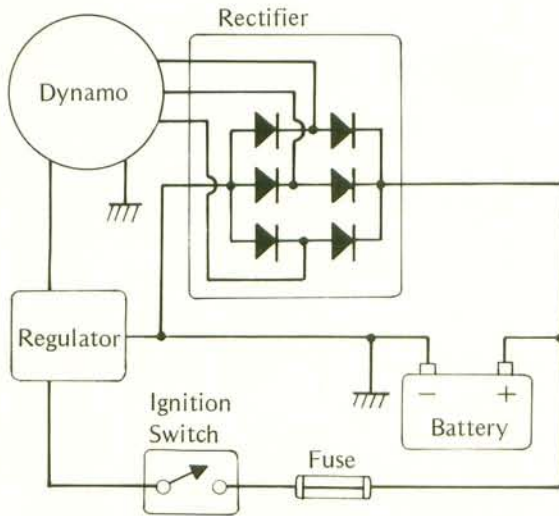 Rectifier
Dynamo
Regulator
Ignition
Switch
Fuse
− +
Battery